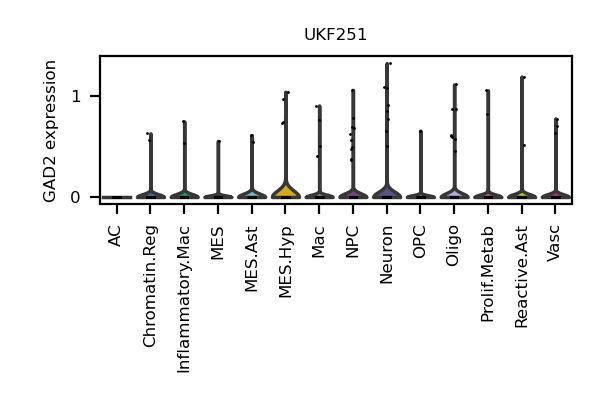 UKF251
GAD2 expression
1
0
AC
Chromatin.Reg
Inflammatory.Mac
MES
MES.Ast
MES.Hyp
Mac
NPC
Neuron
OPC
Oligo
Prolif.Metab
Reactive.Ast
Vasc